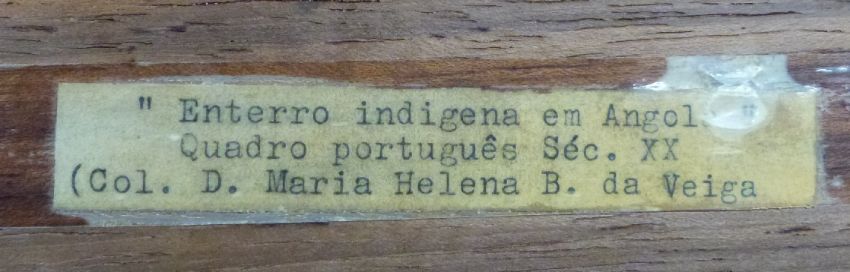 " Enterro indigena em Angol "
Quadro português Séc. XX
(Col. D. Maria Helena B. da Veiga